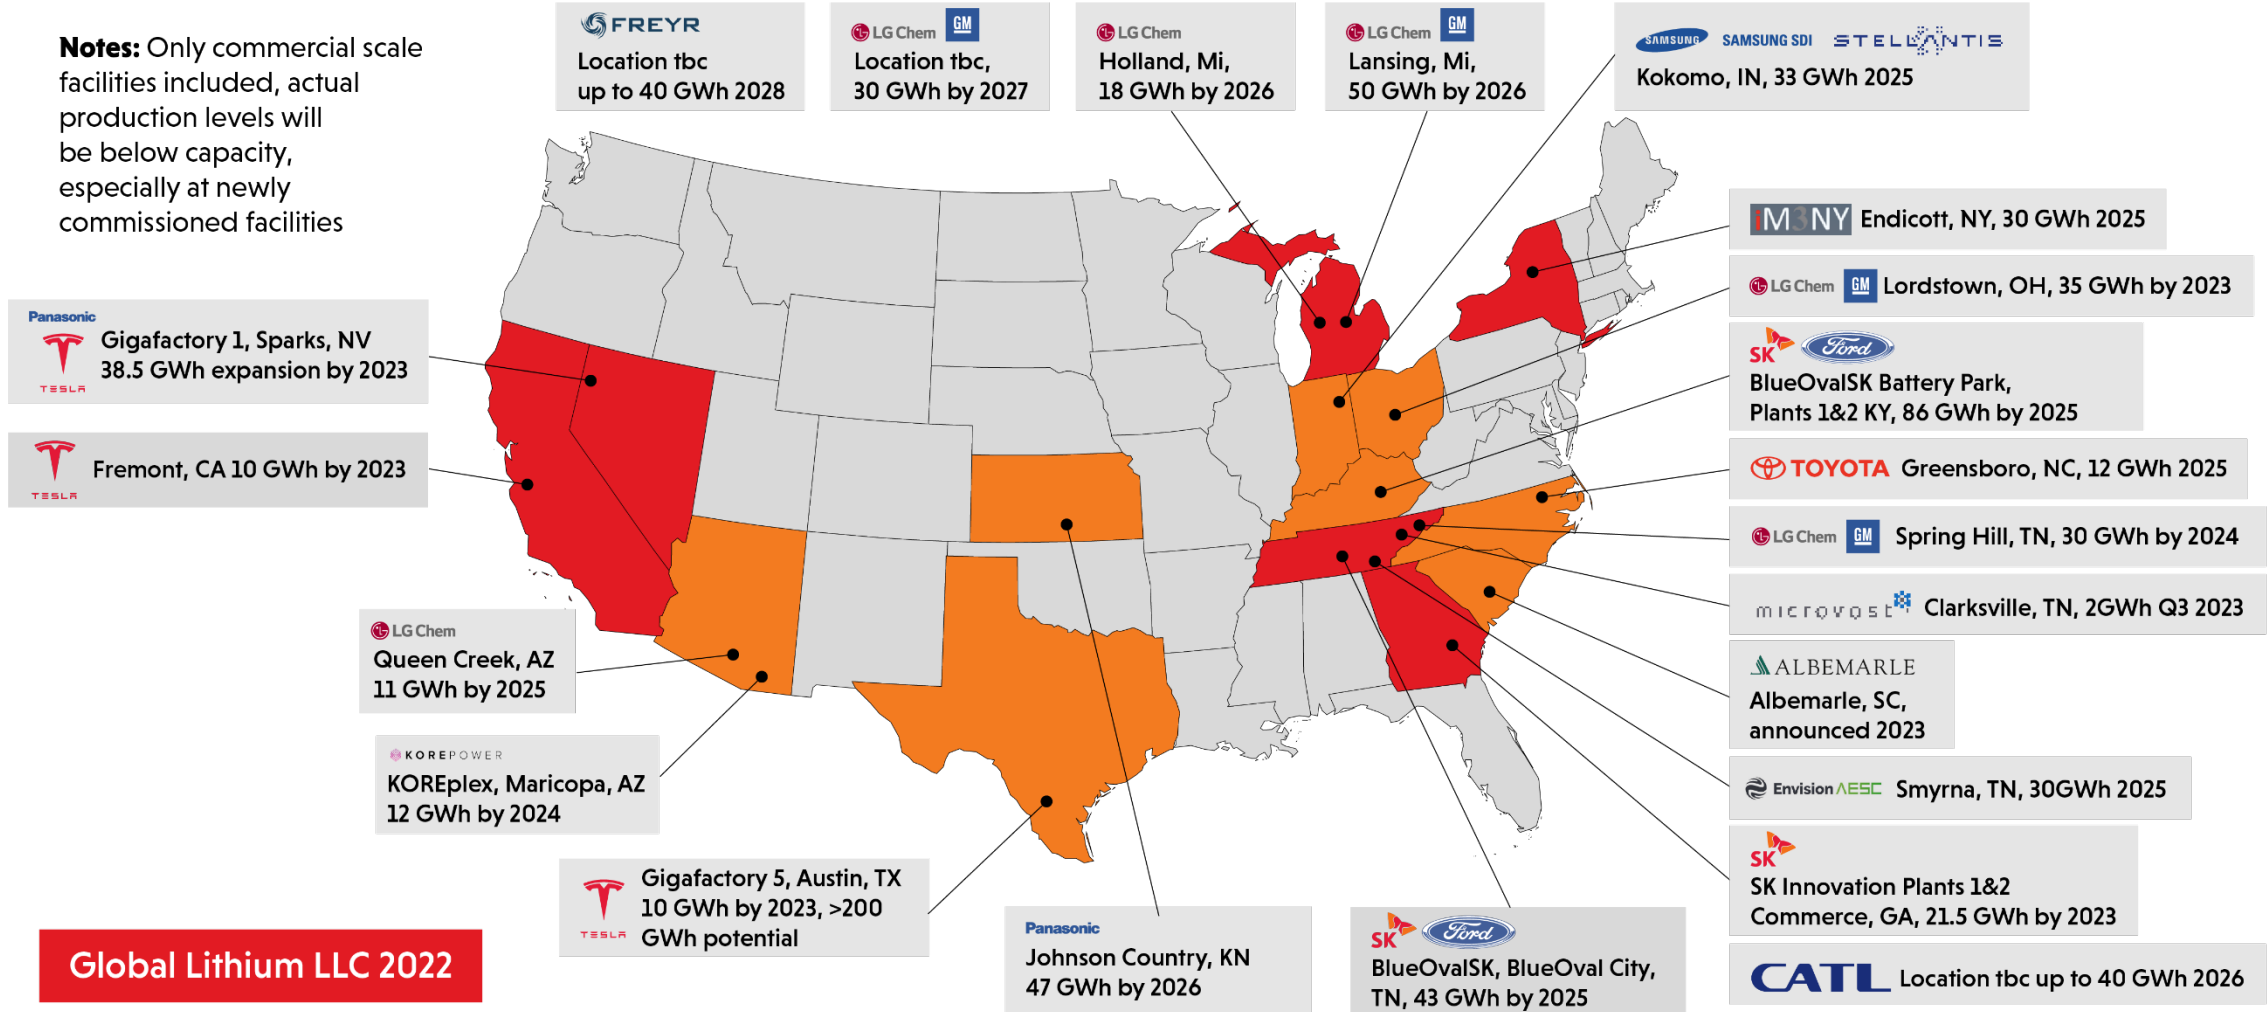 Notes: Only commercial scale
facilities included, actual
production levels will
be below capacity,
especially at newly
commissioned facilities
FREYR
Location tbc
up to 40 GWh 2028
LG Chem GM
Location tbc,
30 GWh by 2027
LG Chem
Holland, Mi,
18 GWh by 2026
LG Chem GM
Lansing, Mi,
50 GWh by 2026
SAMSUNG SAMSUNG SDI STELLANTIS
Kokomo, IN, 33 GWh 2025
iM3NY Endicott, NY, 30 GWh 2025
LG Chem GM Lordstown, OH, 35 GWh by 2023
SK Ford
BlueOvalSK Battery Park,
Plants 1&2 KY, 86 GWh by 2025
TOYOTA Greensboro, NC, 12 GWh 2025
LG Chem GM Spring Hill, TN, 30 GWh by 2024
microvast Clarksville, TN, 2GWh Q3 2023
ALBEMARLE
Albemarle, SC,
announced 2023
Envision AESC Smyrna, TN, 30GWh 2025
SK
SK Innovation Plants 1&2
Commerce, GA, 21.5 GWh by 2023
CATL Location tbc up to 40 GWh 2026
Panasonic
TESLA
Gigafactory 1, Sparks, NV
38.5 GWh expansion by 2023
TESLA
Fremont, CA 10 GWh by 2023
LG Chem
Queen Creek, AZ
11 GWh by 2025
KOREPOWER
KOREplex, Maricopa, AZ
12 GWh by 2024
TESLA
Gigafactory 5, Austin, TX
10 GWh by 2023, >200
GWh potential
Panasonic
Johnson Country, KN
47 GWh by 2026
SK Ford
BlueOvalSK, BlueOval City,
TN, 43 GWh by 2025
Global Lithium LLC 2022